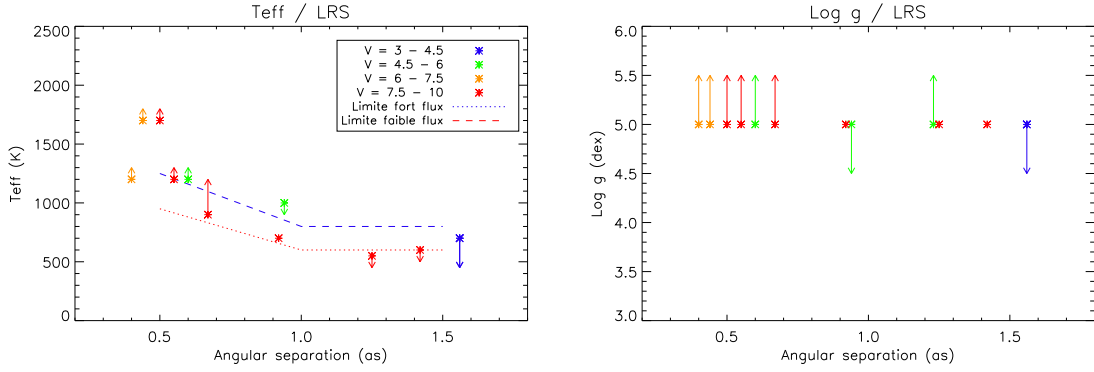 Teff / LRS
2500
2000
1500
1000
500
0
Teff (K)
0.5
1.0
1.5
Angular separation (as)
V = 3 - 4.5
V = 4.5 - 6
V = 6 - 7.5
V = 7.5 - 10
Limite fort flux
Limite faible flux
Log g / LRS
6.0
5.5
5.0
4.5
4.0
3.5
3.0
Log g (dex)
0.5
1.0
1.5
Angular separation (as)